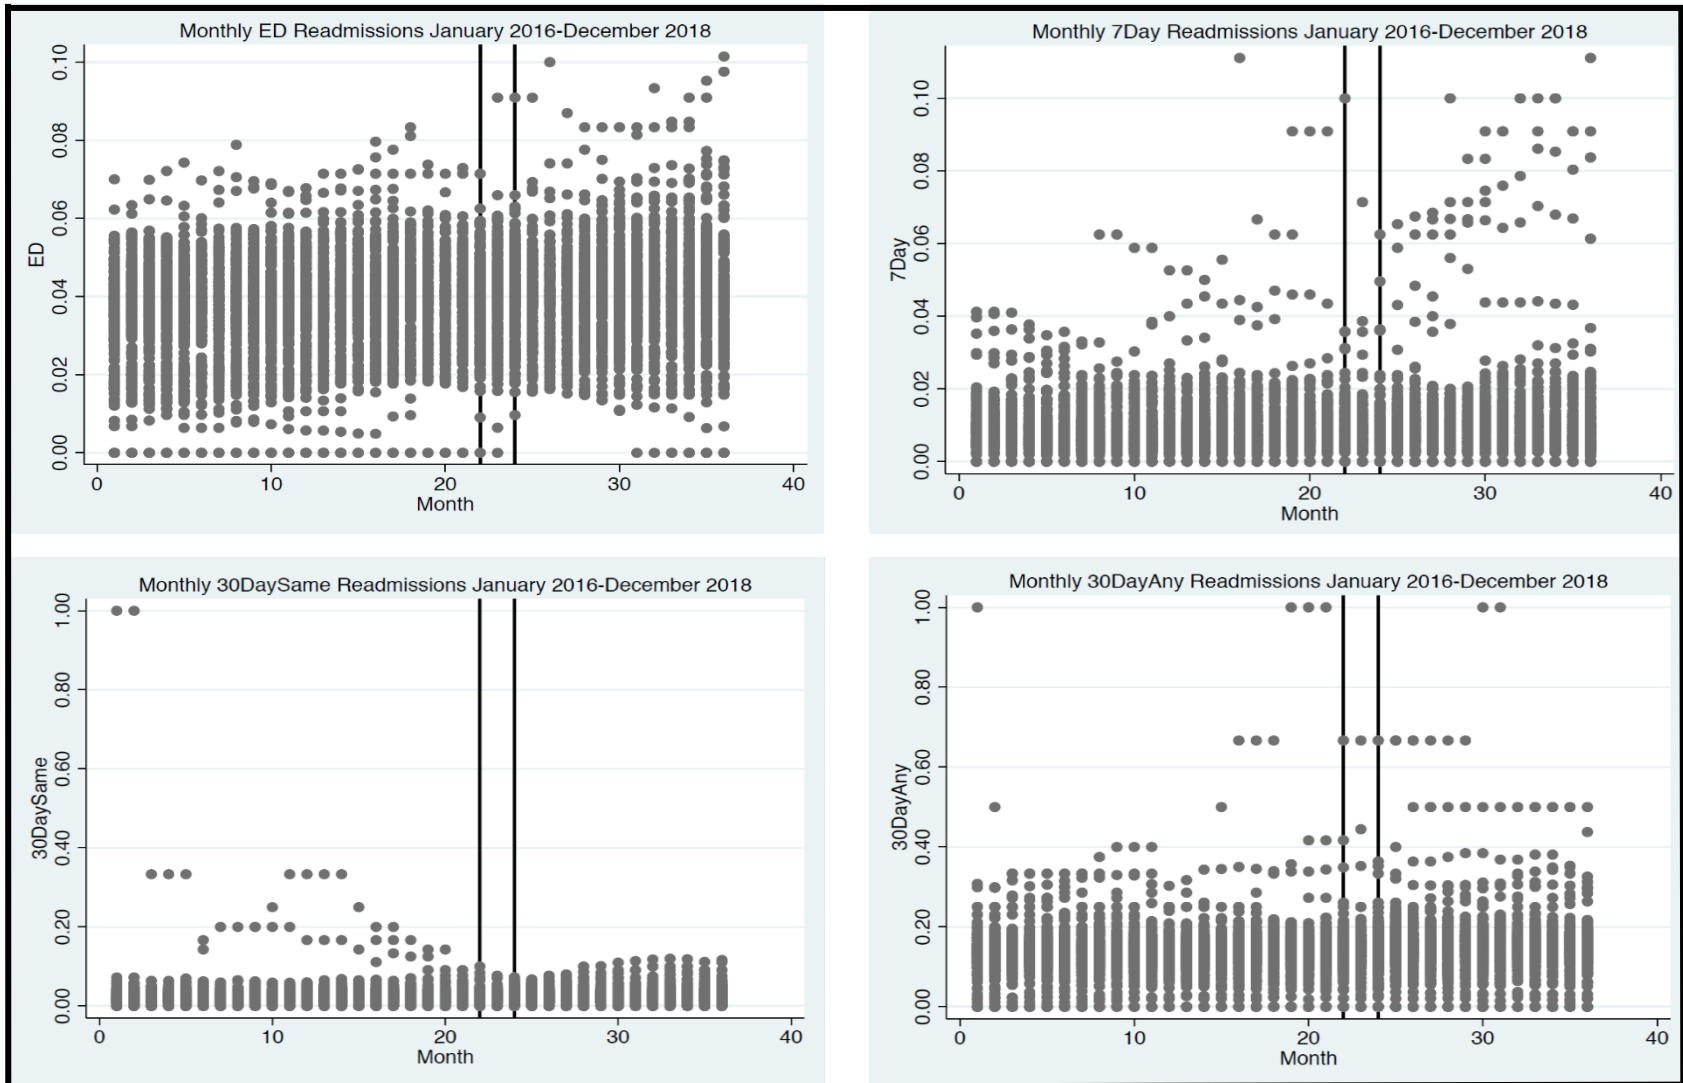 Monthly ED Readmissions January 2016-December 2018
0.10
0.08
0.06
0.04
0.02
0.00
ED
0 10 20 30 40
Month
Monthly 7Day Readmissions January 2016-December 2018
0.10
0.08
0.06
0.04
0.02
0.00
7Day
0 10 20 30 40
Month
Monthly 30DaySame Readmissions January 2016-December 2018
1.00
0.80
0.60
0.40
0.20
0.00
30DaySame
0 10 20 30 40
Month
Monthly 30DayAny Readmissions January 2016-December 2018
1.00
0.80
0.60
0.40
0.20
0.00
30DayAny
0 10 20 30 40
Month